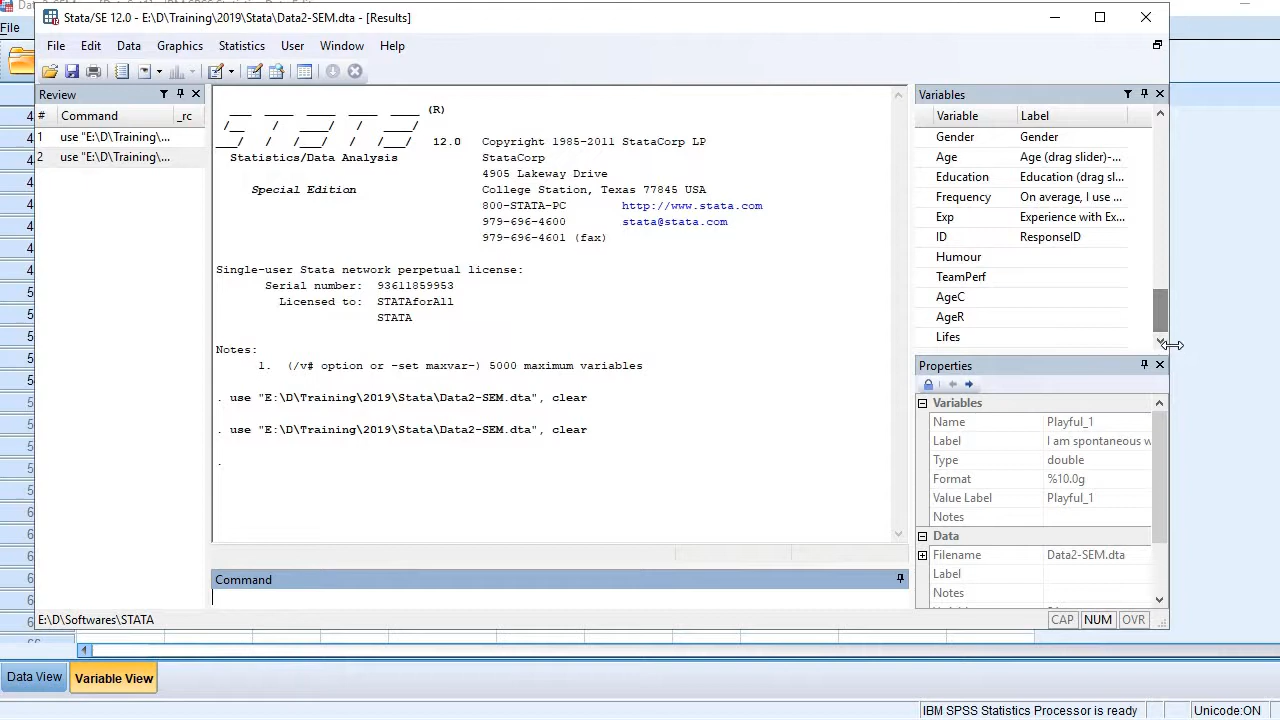 Stata/SE 12.0 - E:\D\Training\2019\Stata\Data2-SEM.dta - [Results]
File
File Edit Data Graphics Statistics User Window Help
Review
# Command _rc
1 use "E:\D\Training\...
2 use "E:\D\Training\...
(R)
12.0 Copyright 1985-2011 StataCorp LP
Statistics/Data Analysis StataCorp
4905 Lakeway Drive
Special Edition College Station, Texas 77845 USA
800-STATA-PC http://www.stata.com
979-696-4600 stata@stata.com
979-696-4601 (fax)
Single-user Stata network perpetual license:
Serial number: 93611859953
Licensed to: STATAforAll
STATA
Notes:
1. (/v# option or -set maxvar-) 5000 maximum variables
. use "E:\D\Training\2019\Stata\Data2-SEM.dta", clear
. use "E:\D\Training\2019\Stata\Data2-SEM.dta", clear
.
Command
Variables
Variable Label
Gender Gender
Age Age (drag slider)-...
Education Education (drag sl...
Frequency On average, I use ...
Exp Experience with Ex...
ID ResponseID
Humour
TeamPerf
AgeC
AgeR
Lifes
Properties
Variables
Name Playful_1
Label I am spontaneous w
Type double
Format %10.0g
Value Label Playful_1
Notes
Data
Filename Data2-SEM.dta
Label
Notes
E:\D\Softwares\STATA
CAP NUM OVR
Data View Variable View
IBM SPSS Statistics Processor is ready Unicode:ON